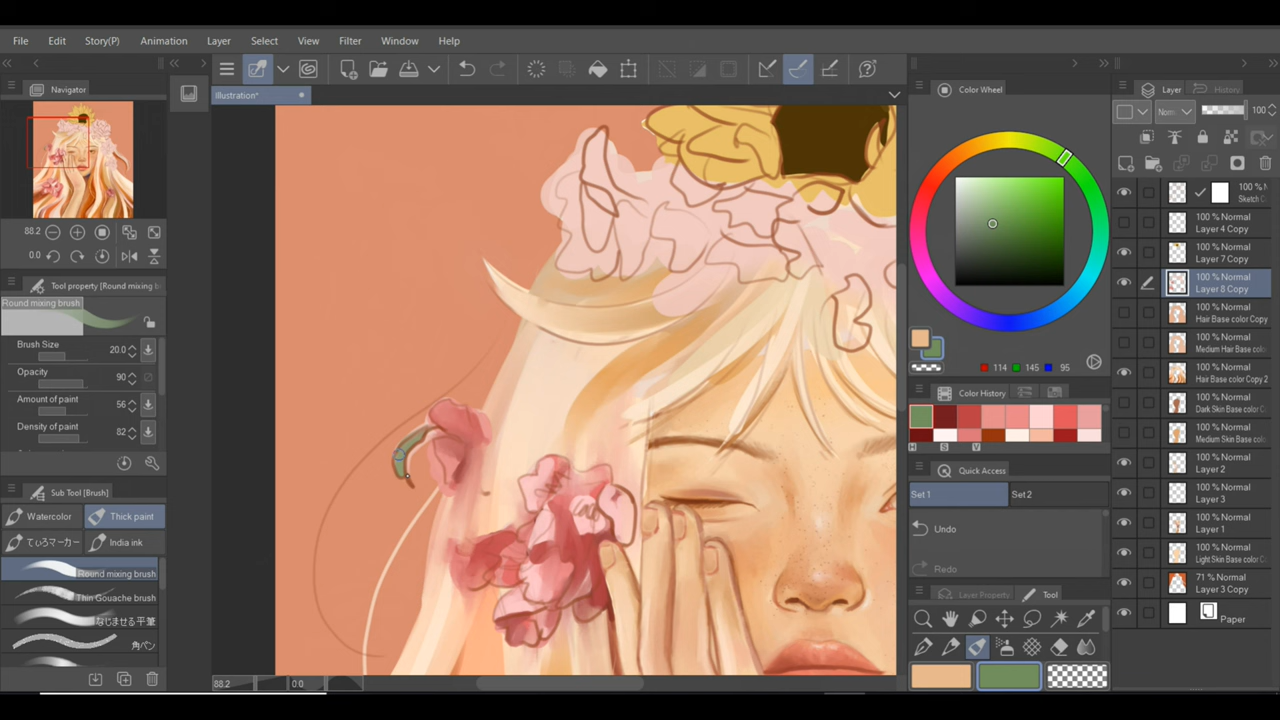 File Edit Story(P) Animation Layer Select View Filter Window Help
Illustration*
Navigator
88.2
0.0
Tool property [Round mixing b
Round mixing brush
Brush Size 20.0
Opacity 90
Amount of paint 56
Density of paint 82
Sub Tool [Brush]
Watercolor
Thick paint
てぃろマーカー
India ink
Round mixing brush
Thin Gouache brush
なじませる平筆
角ペン
88.2 0.0
Color Wheel
114 145 95
Color History
H S V
Quick Access
Set 1
Set 2
Undo
Redo
Layer Property
Tool
Layer
History
Norm
100
100 % N
Sketch C
100 % Normal
Layer 4 Copy
100 % Normal
Layer 7 Copy
100 % Normal
Layer 8 Copy
100 % Normal
Hair Base color Copy
100 % Normal
Medium Hair Base col
100 % Normal
Hair Base color Copy 2
100 % Normal
Dark Skin Base color
100 % Normal
Medium Skin Base co
100 % Normal
Layer 2
100 % Normal
Layer 3
100 % Normal
Layer 1
100 % Normal
Light Skin Base color
71 % Normal
Layer 3 Copy
Paper